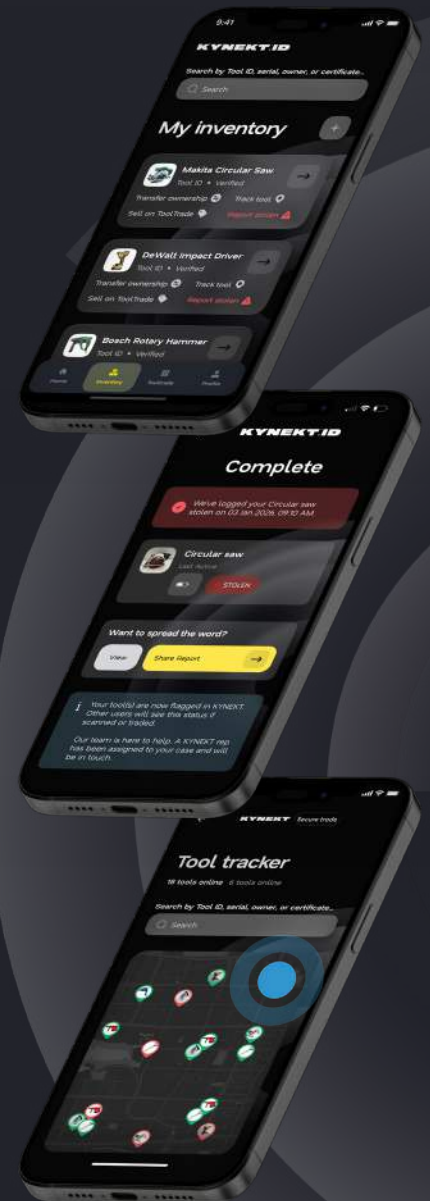 9:41
KYNEKT.ID
Search by Tool ID, serial, owner, or certificate...
Search
My inventory
+
Makita Circular Saw
Tool ID • Verified
Transfer ownership
Track tool
Sell on ToolTrade
Report stolen
DeWalt Impact Driver
Tool ID • Verified
Transfer ownership
Track tool
Sell on ToolTrade
Report stolen
Bosch Rotary Hammer
Tool ID • Verified
Home
Inventory
Tooltrade
Profile
KYNEKT.ID
Complete
We've logged your Circular saw
stolen on 03 Jan 2026, 09:10 AM
Circular saw
Last Active
STOLEN
Want to spread the word?
View
Share Report
i Your tool(s) are now flagged in KYNEKT.
Other users will see this status if
scanned or traded.
Our team is here to help. A KYNEKT rep
has been assigned to your case and will
be in touch.
KYNEKT
Secure trade
Tool tracker
18 tools online 6 tools online
Search by Tool ID, serial, owner, or certificate...
Search